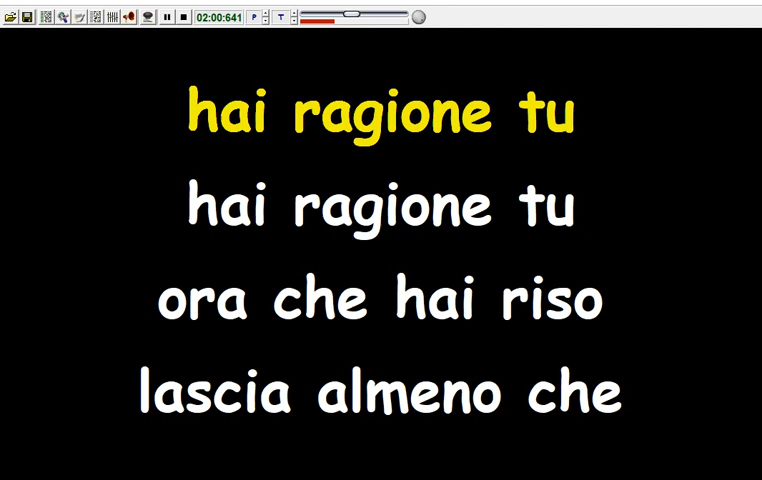 02:00:641 P T
hai ragione tu
hai ragione tu
ora che hai riso
lascia almeno che